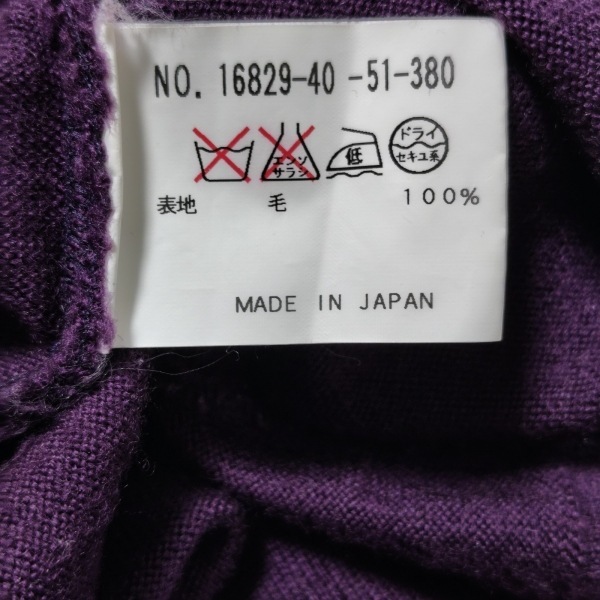 NO. 16829-40 -51-380
エンソサラシ 低 ドライ セキユ系
表地 毛 100%
MADE IN JAPAN